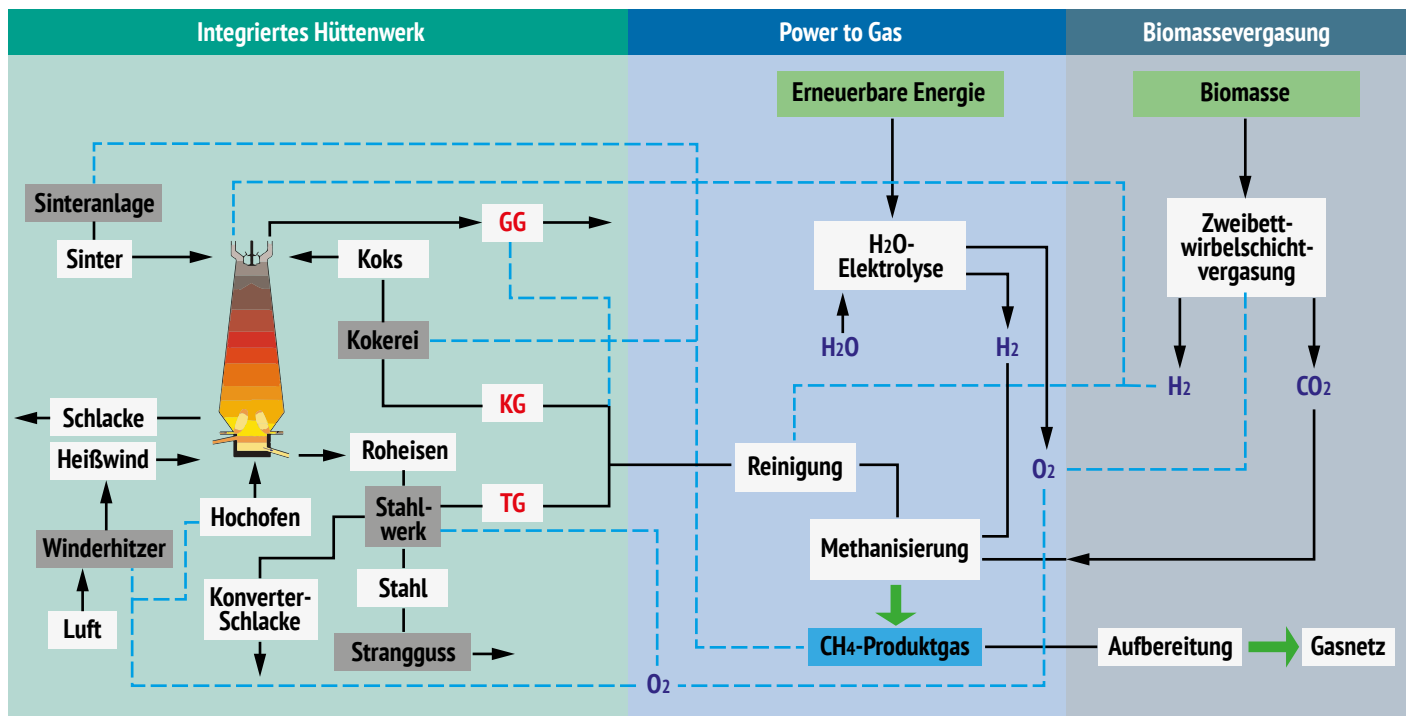 Integriertes Hüttenwerk
Power to Gas
Biomassevergasung
Erneuerbare Energie
Biomasse
Sinteranlage
Sinter
GG
Koks
H2O-
Elektrolyse
Zweibett-
wirbelschicht-
vergasung
Kokerei
H2O
H2
H2
CO2
KG
Schlacke
Heißwind
Roheisen
Reinigung
O2
TG
Stahl-
werk
Hochofen
Winderhitzer
Methanisierung
Konverter-
Schlacke
Stahl
Luft
Strangguss
CH4-Produktgas
Aufbereitung
Gasnetz
O2